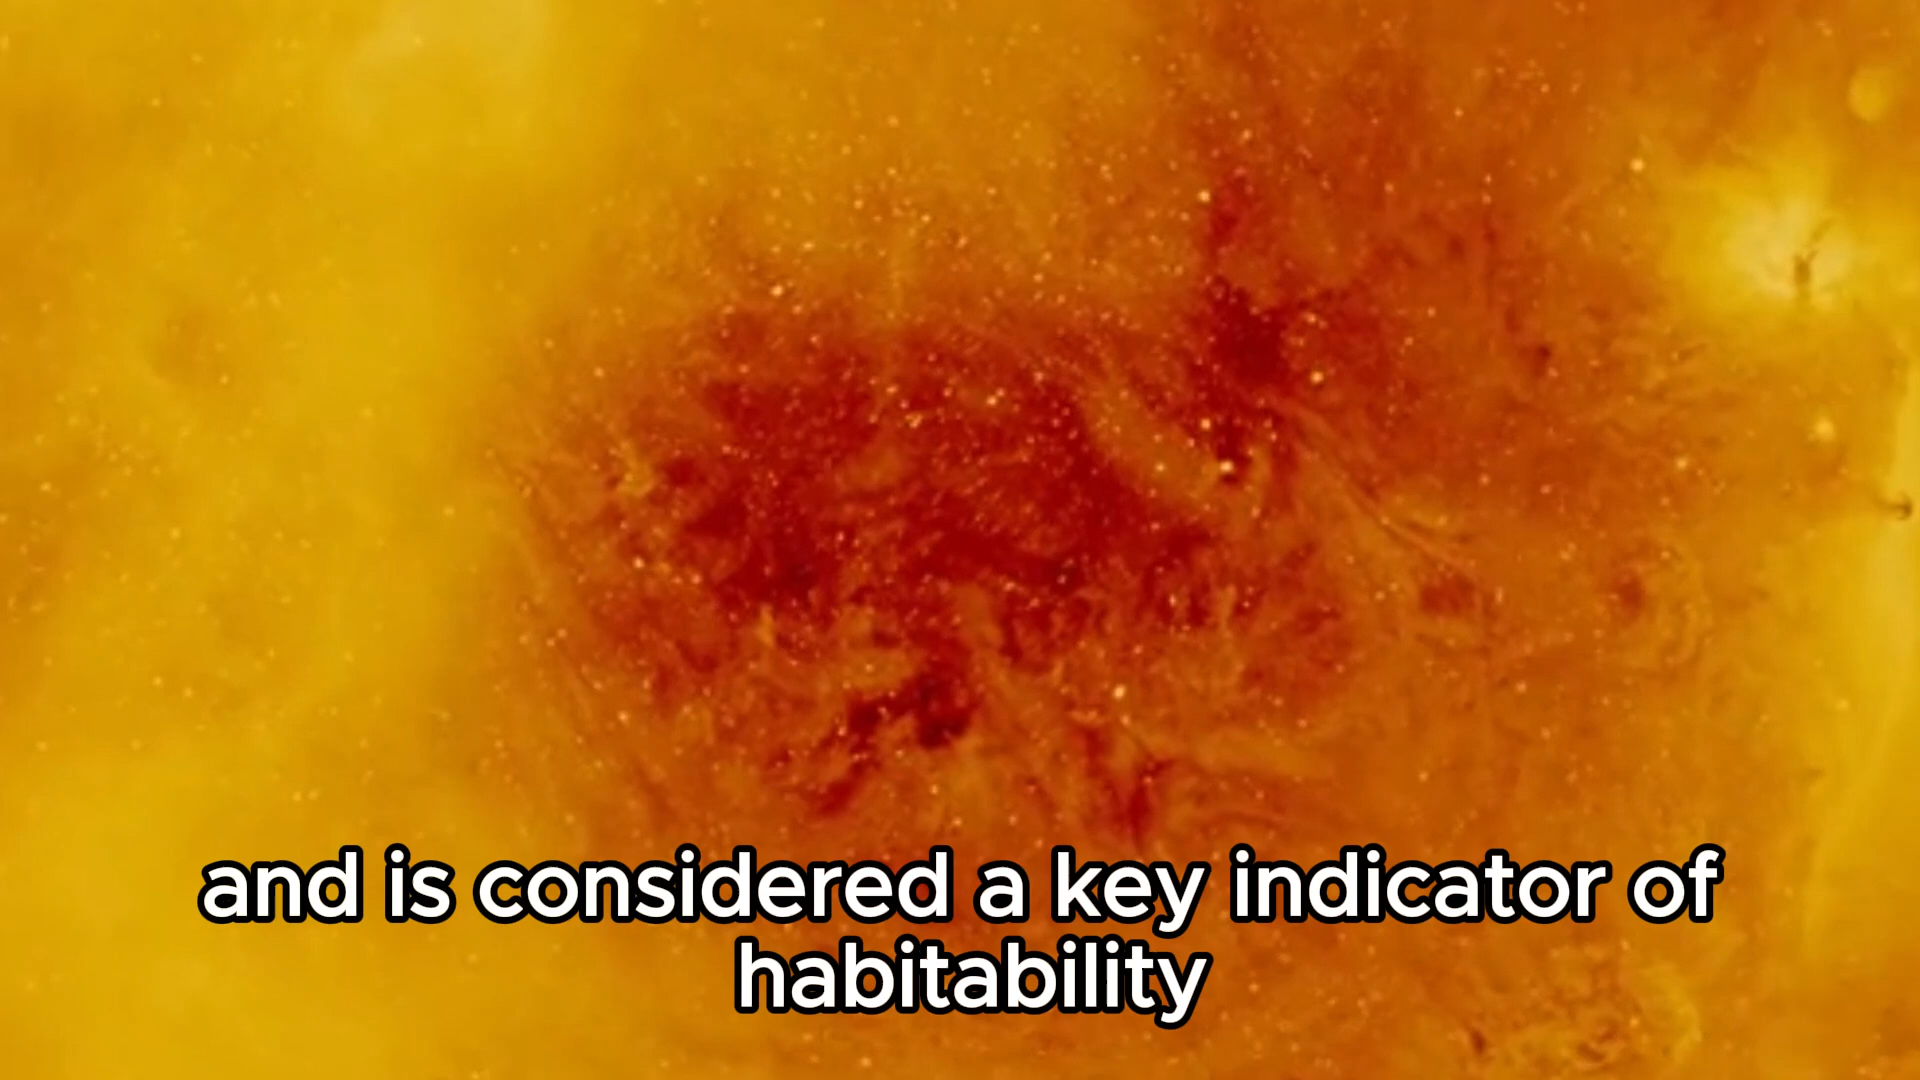 and is considered a key indicator of
habitability